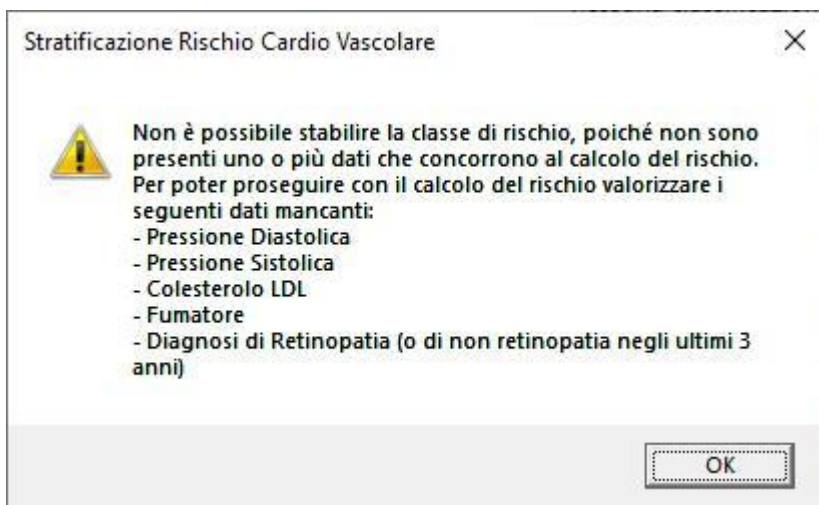 Stratificazione Rischio Cardio Vascolare
Non è possibile stabilire la classe di rischio, poiché non sono
presenti uno o più dati che concorrono al calcolo del rischio.
Per poter proseguire con il calcolo del rischio valorizzare i
seguenti dati mancanti:
- Pressione Diastolica
- Pressione Sistolica
- Colesterolo LDL
- Fumatore
- Diagnosi di Retinopatia (o di non retinopatia negli ultimi 3
anni)
OK